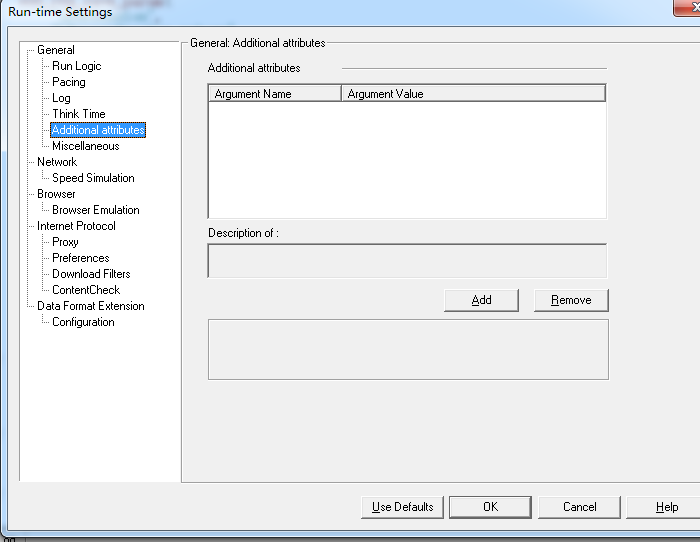 Run-time Settings
General
Run Logic
Pacing
Log
Think Time
Additional attributes
Miscellaneous
Network
Speed Simulation
Browser
Browser Emulation
Internet Protocol
Proxy
Preferences
Download Filters
ContentCheck
Data Format Extension
Configuration
General: Additional attributes
Additional attributes
Argument Name Argument Value
Description of :
Add Remove
Use Defaults OK Cancel Help